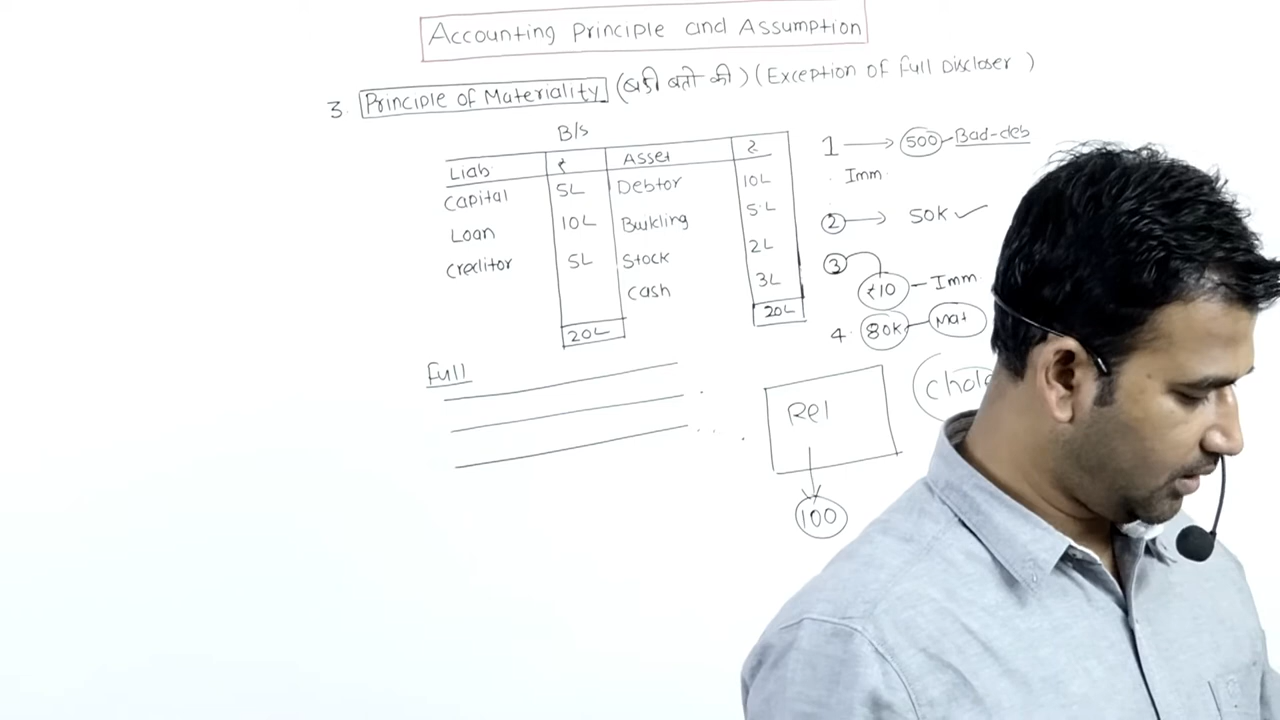 Accounting Principle and Assumption
3. Principle of Materiality (बड़ी बातो की) (Exception of Full Discloser )
B/s
Liab. ₹ Asset ₹
Capital 5L Debtor 10L
Loan 10L Building 5L
Creditor 5L Stock 2L
Cash 3L
20L 20L
1 → 500 - Bad-deb
Imm
2 → 50K ✓
3 ₹10 - Imm.
4. 80K - Mat
Full
Rel
100